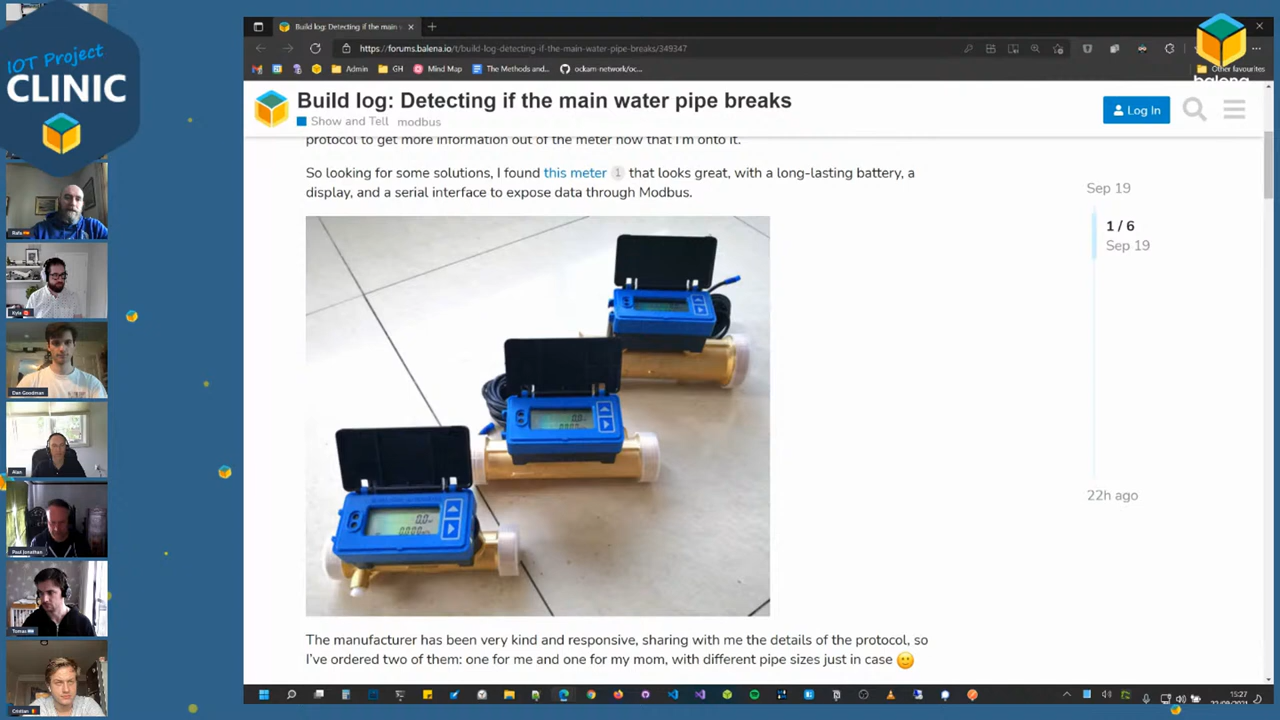 IOT Project
CLINIC
Build log: Detecting if the main
https://forums.balena.io/t/build-log-detecting-if-the-main-water-pipe-breaks/349347
Admin
GH
Mind Map
The Methods and...
ockam-network/oc...
Other favourites
balena
Build log: Detecting if the main water pipe breaks
Show and Tell modbus
Log In
protocol to get more information out of the meter now that I'm onto it.
So looking for some solutions, I found this meter 1 that looks great, with a long-lasting battery, a
display, and a serial interface to expose data through Modbus.
Sep 19
1 / 6
Sep 19
22h ago
The manufacturer has been very kind and responsive, sharing with me the details of the protocol, so
I've ordered two of them: one for me and one for my mom, with different pipe sizes just in case
Rafa
Kyle
Dan Goodman
Alan
Paul Jonathan
Tomas
Cristian
15:27